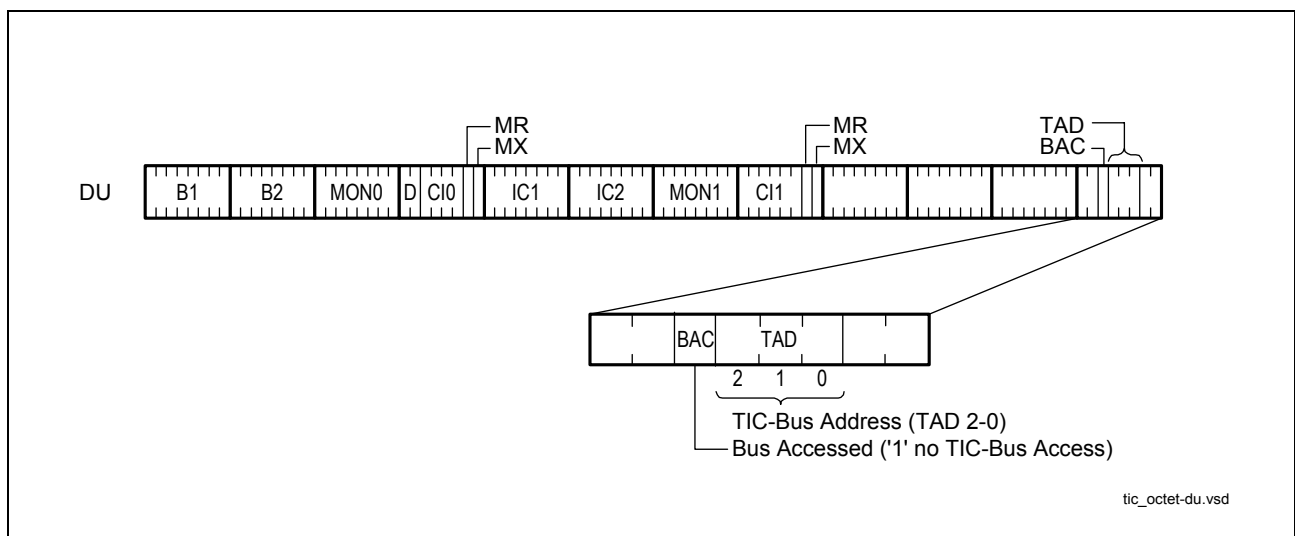 MR MR TAD
MX MX BAC
DU B1 B2 MON0 D CI0 IC1 IC2 MON1 CI1
BAC TAD
2 1 0
TIC-Bus Address (TAD 2-0)
Bus Accessed ('1' no TIC-Bus Access)
tic_octet-du.vsd